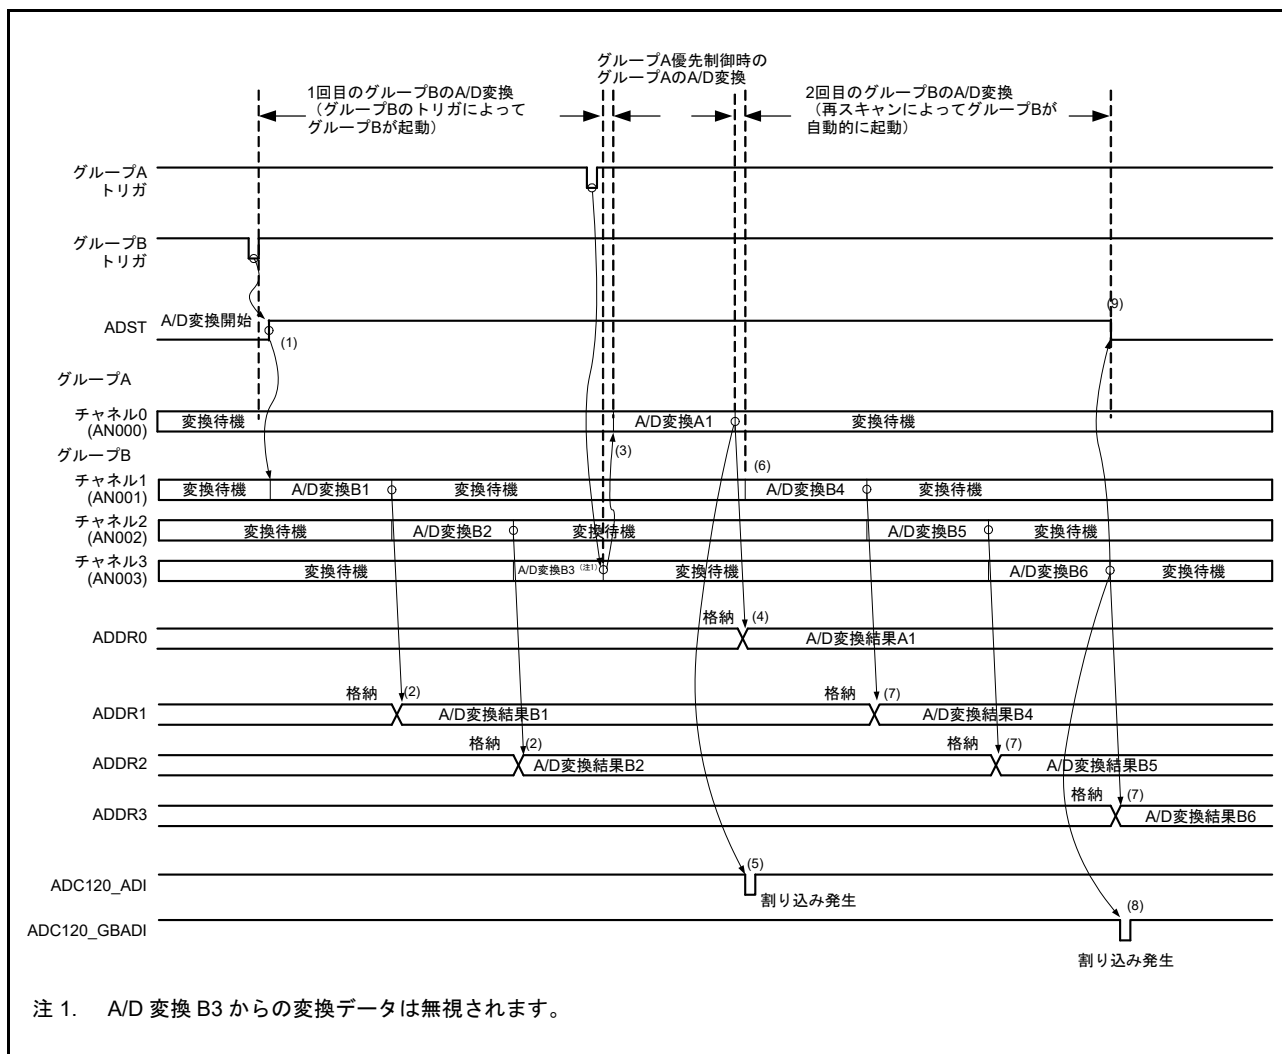 グループA優先制御時の
グループAのA/D変換
1回目のグループBのA/D変換
（グループBのトリガによって
グループBが起動）
2回目のグループBのA/D変換
（再スキャンによってグループBが
自動的に起動）
グループA
トリガ
グループB
トリガ
ADST
A/D変換開始
(1)
(9)
グループA
チャネル0
(AN000)
変換待機
A/D変換A1
変換待機
(3)
グループB
(6)
チャネル1
(AN001)
変換待機
A/D変換B1
変換待機
A/D変換B4
変換待機
チャネル2
(AN002)
変換待機
A/D変換B2
変換待機
A/D変換B5
変換待機
チャネル3
(AN003)
変換待機
A/D変換B3（注1）
変換待機
A/D変換B6
変換待機
ADDR0
格納
(4)
A/D変換結果A1
ADDR1
格納
(2)
A/D変換結果B1
格納
(7)
A/D変換結果B4
ADDR2
格納
(2)
A/D変換結果B2
格納
(7)
A/D変換結果B5
ADDR3
格納
(7)
A/D変換結果B6
ADC120_ADI
(5)
割り込み発生
ADC120_GBADI
(8)
割り込み発生
注 1. A/D 変換 B3 からの変換データは無視されます。